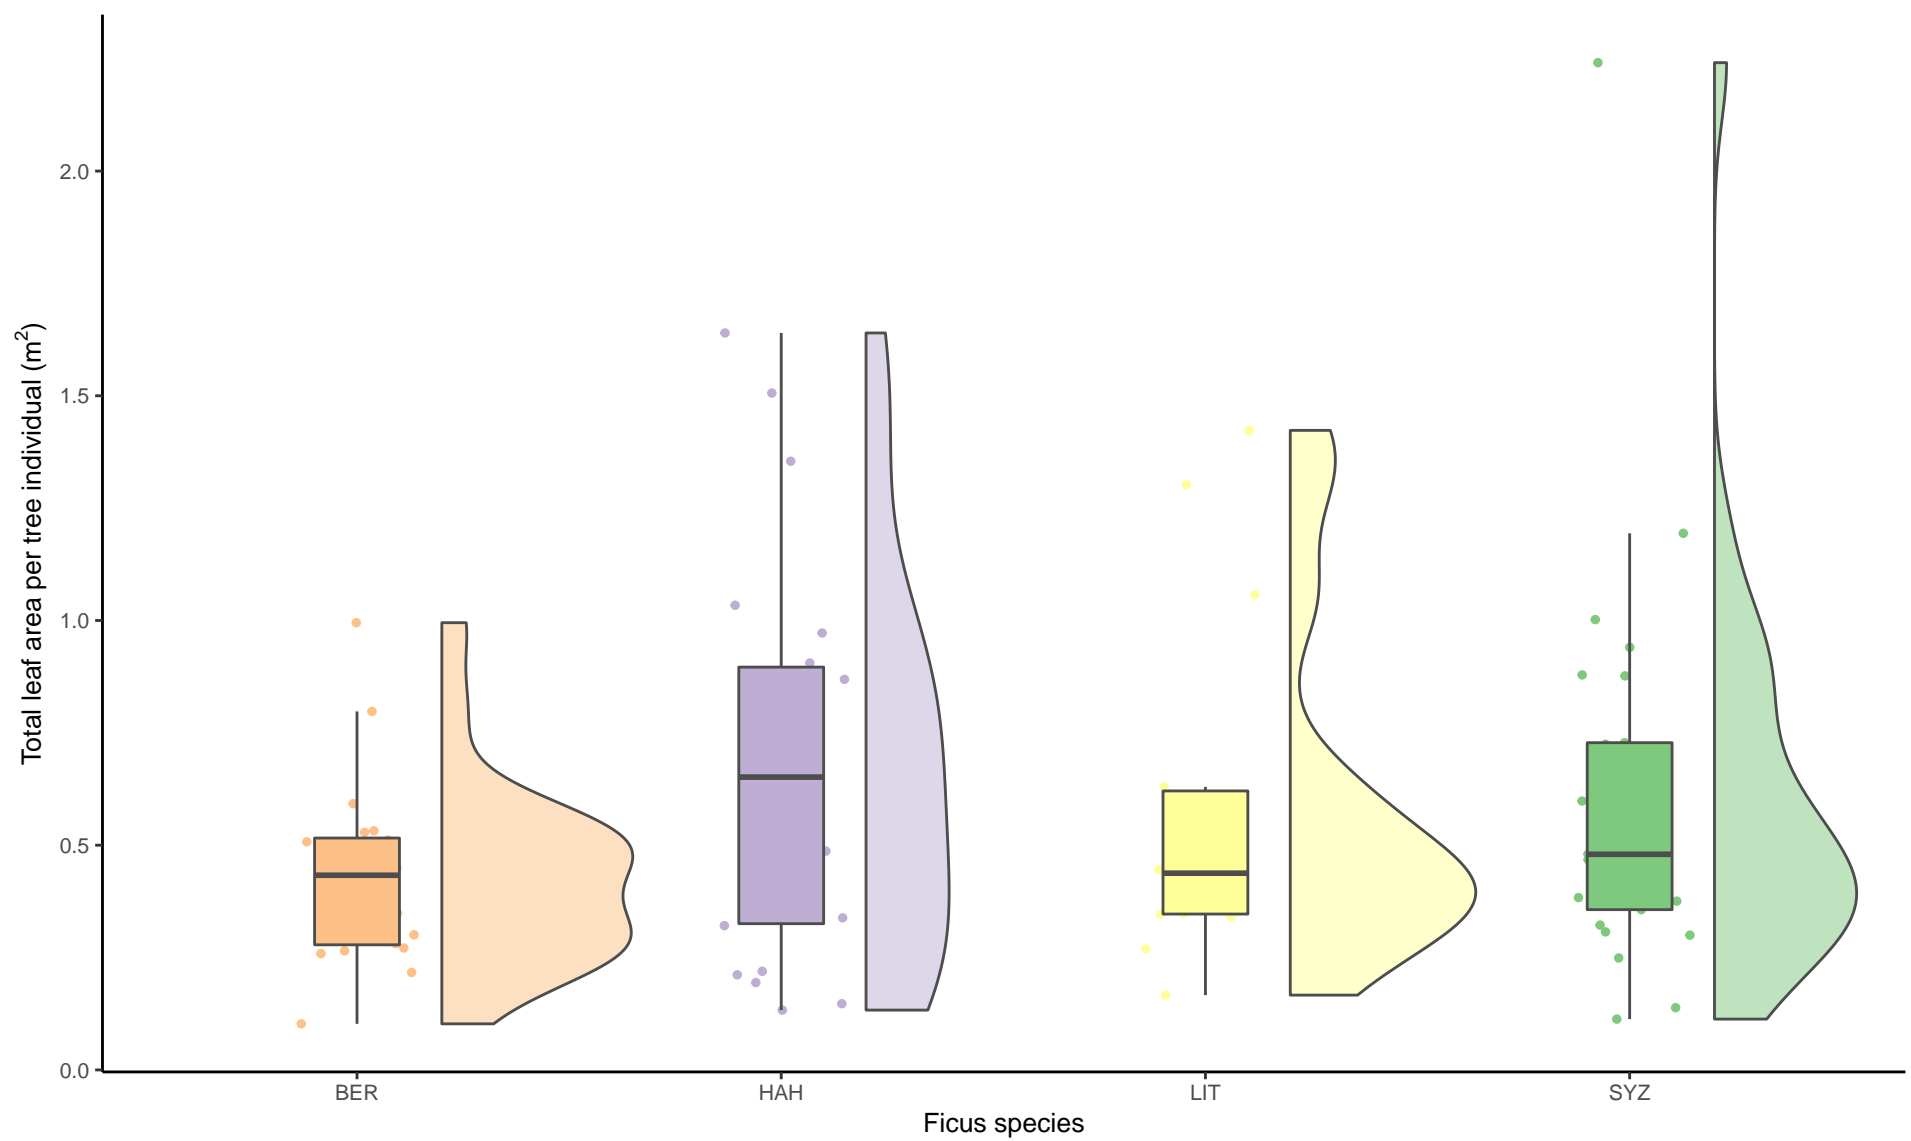 Total leaf area per tree individual (m²)
2.0
1.5
1.0
0.5
0.0
BER HAH LIT SYZ
Ficus species